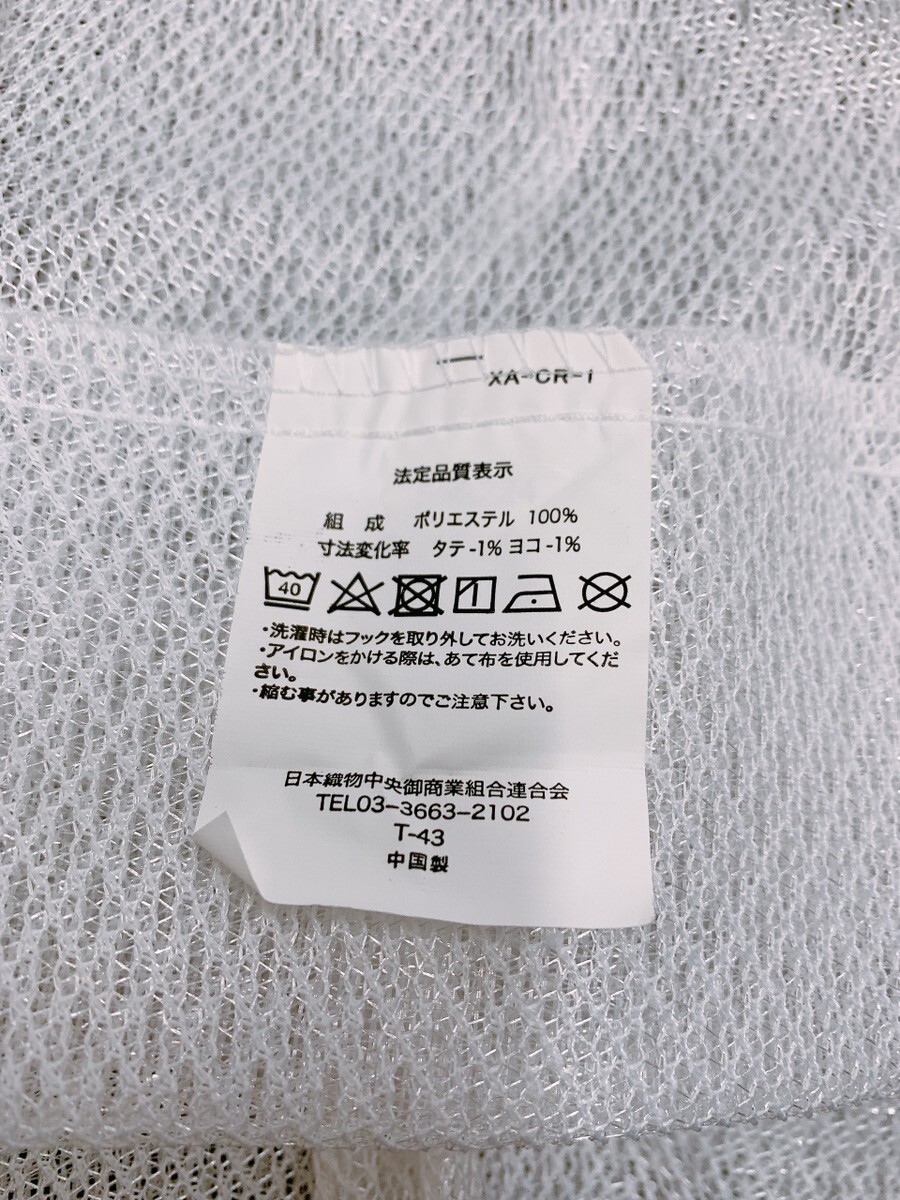 XA-CR-1
法定品質表示
組 成 ポリエステル 100%
寸法変化率 タテ-1% ヨコ-1%
40
・洗濯時はフックを取り外してお洗いください。
・アイロンをかける際は、あて布を使用してくだ
さい。
・縮む事がありますのでご注意下さい。
日本織物中央御商業組合連合会
TEL03-3663-2102
T-43
中国製